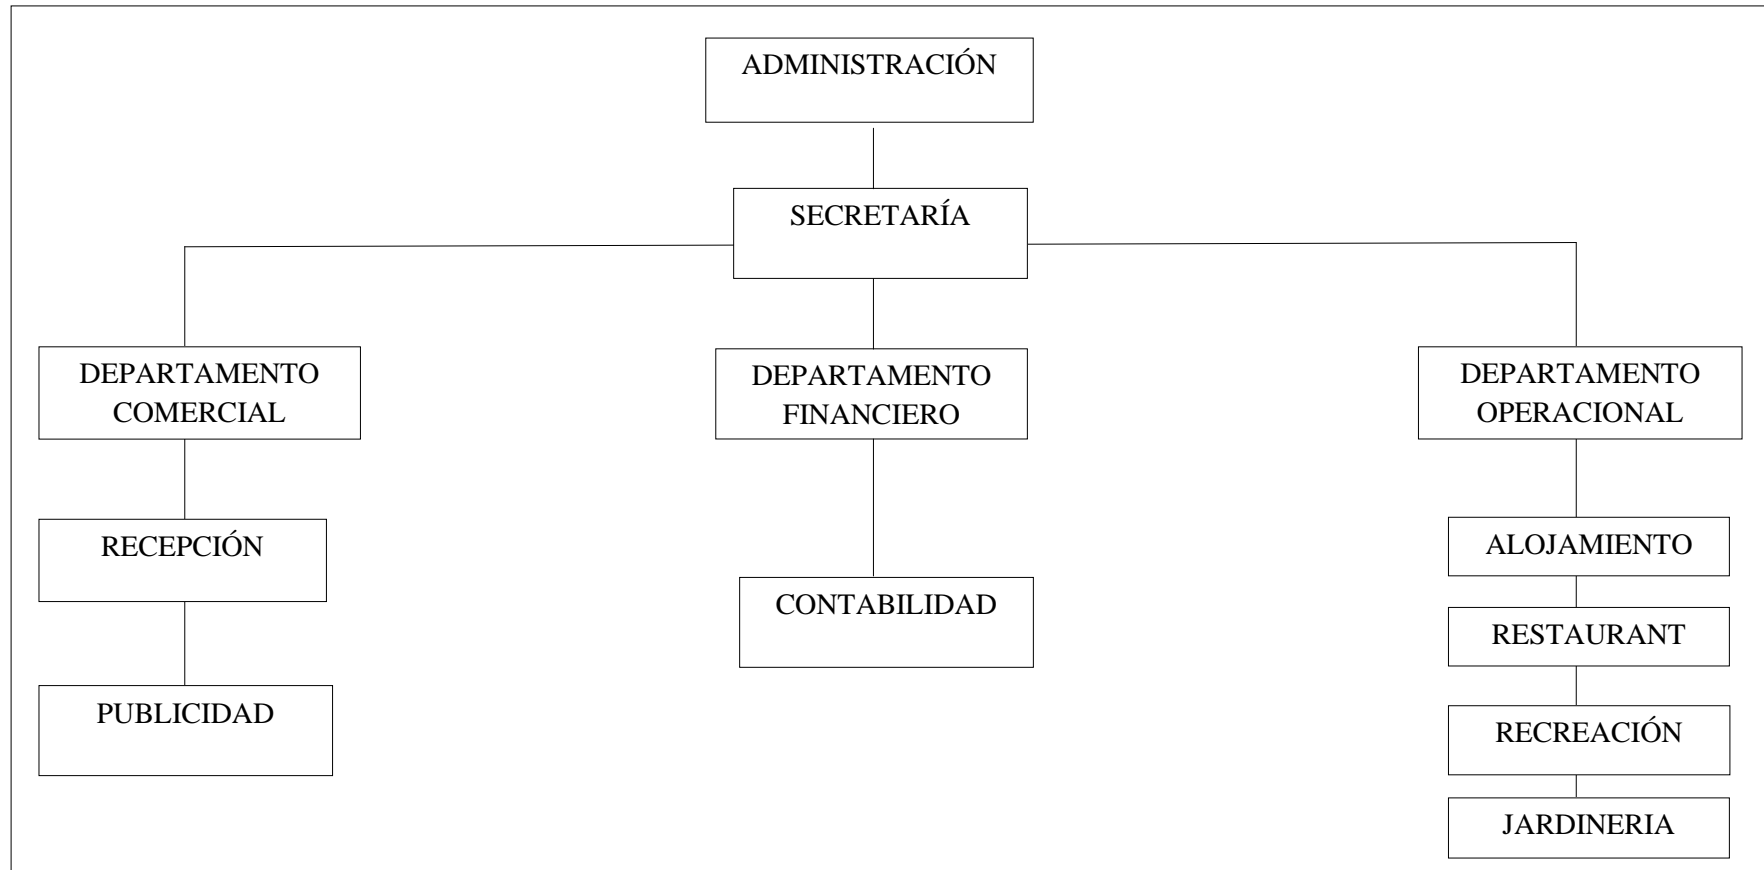 ADMINISTRACIÓN
SECRETARÍA
DEPARTAMENTO
COMERCIAL
DEPARTAMENTO
FINANCIERO
DEPARTAMENTO
OPERACIONAL
RECEPCIÓN
ALOJAMIENTO
CONTABILIDAD
RESTAURANT
PUBLICIDAD
RECREACIÓN
JARDINERIA